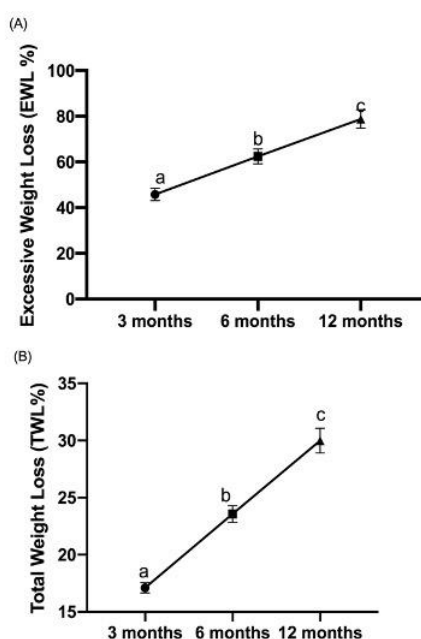 (A)
Excessive Weight Loss (EWL %)
100
80
60
40
20
0
a
b
c
3 months 6 months 12 months
(B)
Total Weight Loss (TWL%)
35
30
25
20
15
a
b
c
3 months 6 months 12 months